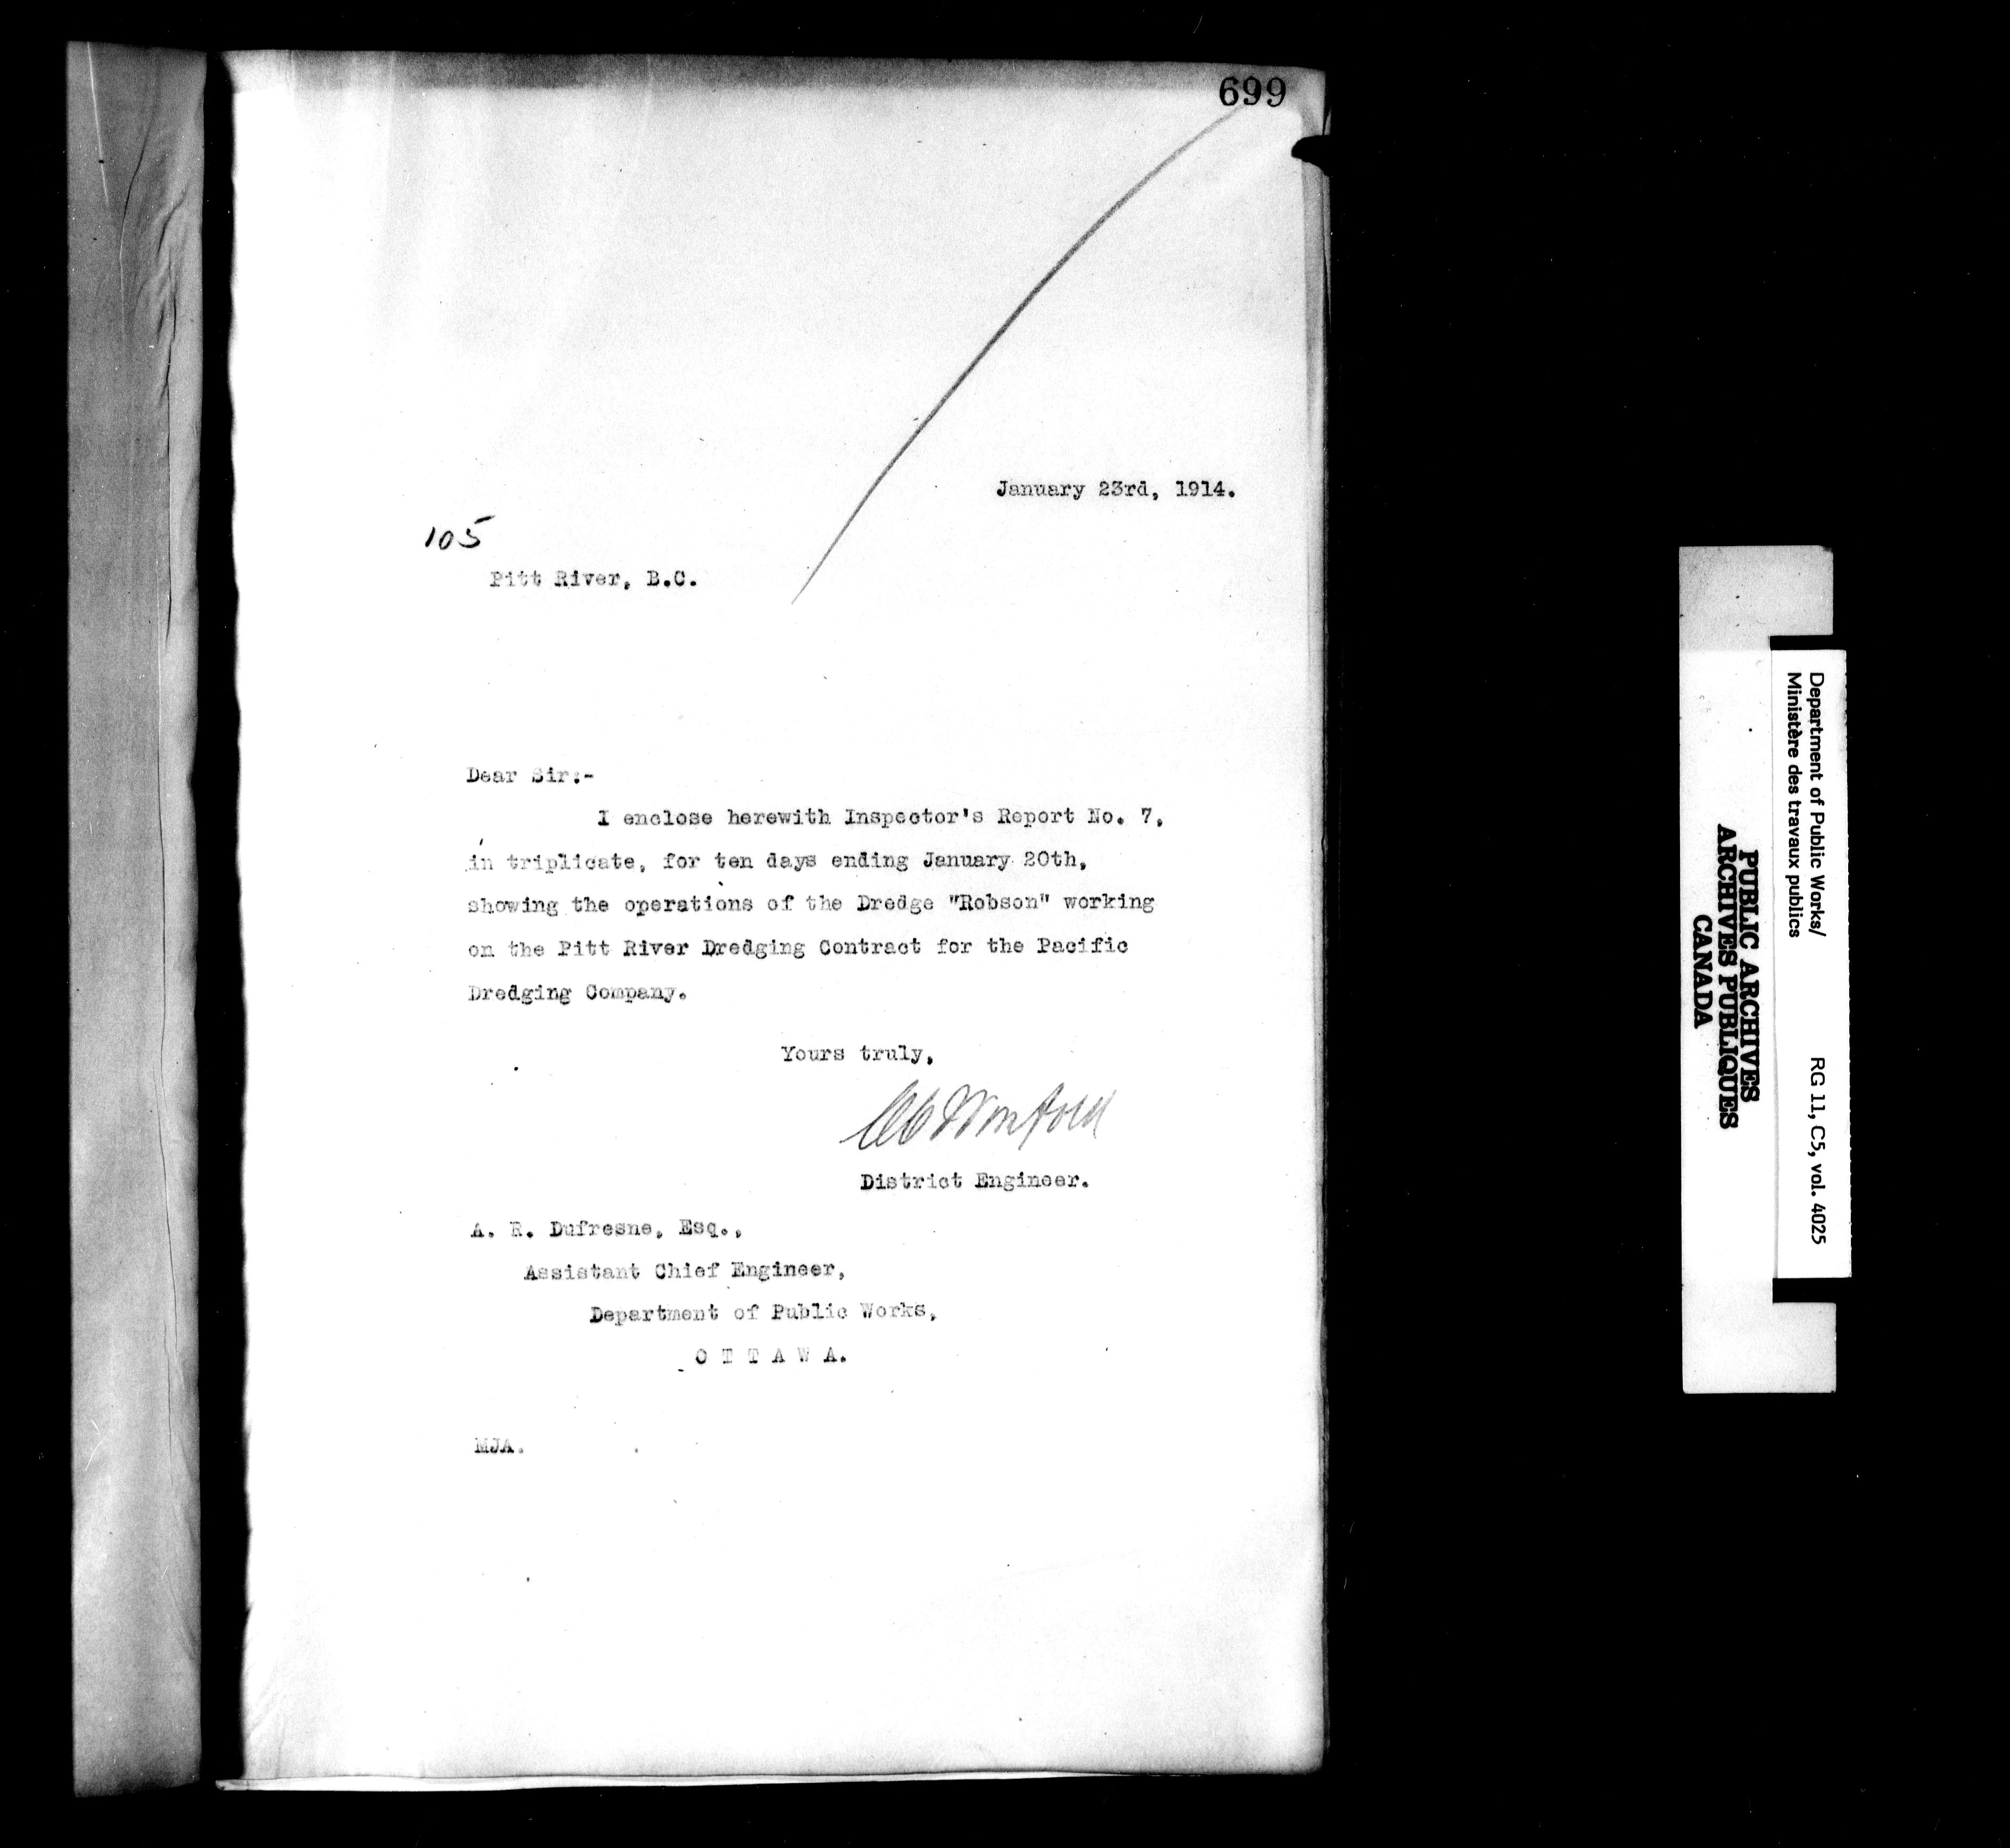 699
January 23rd, 1914.
105
Pitt River, B.C.
Dear Sir:-
I enclose herewith Inspector's Report No. 7,
in triplicate, for ten days ending January 20th,
showing the operations of the Dredge "Robson" working
on the Pitt River Dredging Contract for the Pacific
Dredging Company.
Yours truly,
District Engineer.
A. R. Dufresne, Esq.,
Assistant Chief Engineer,
Department of Public Works,
O T T A W A.
MJA.
Department of Public Works/
Ministère des travaux publics
RG 11, C5, vol. 4025
PUBLIC ARCHIVES
ARCHIVES PUBLIQUES
CANADA